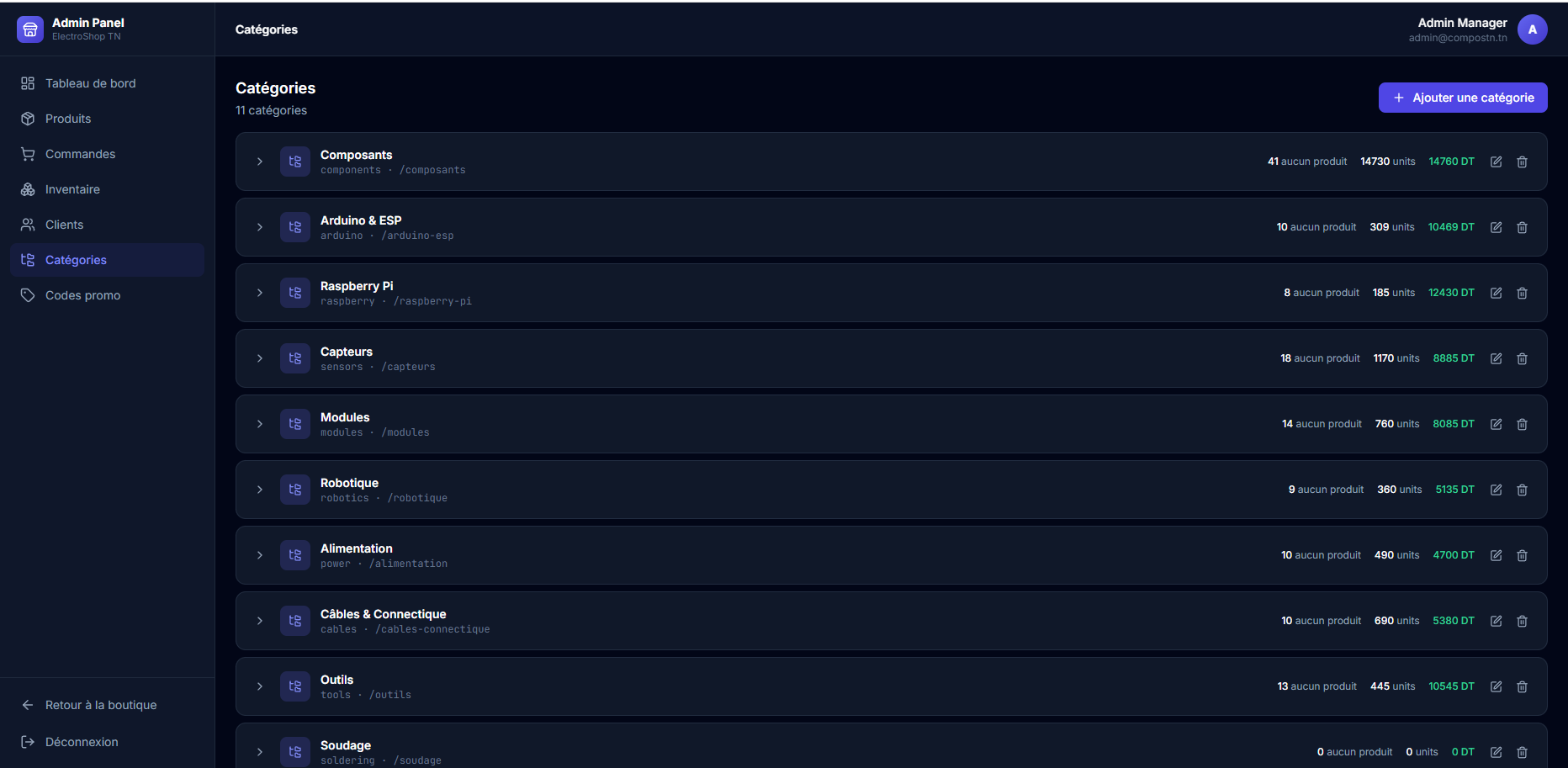 Admin Panel
ElectroShop TN
Tableau de bord
Produits
Commandes
Inventaire
Clients
Catégories
Codes promo
Retour à la boutique
Déconnexion
Catégories
Admin Manager
admin@compostn.tn
A
Catégories
11 catégories
+ Ajouter une catégorie
Composants
components · /composants
41 aucun produit 14730 units 14760 DT
Arduino & ESP
arduino · /arduino-esp
10 aucun produit 309 units 10469 DT
Raspberry Pi
raspberry · /raspberry-pi
8 aucun produit 185 units 12430 DT
Capteurs
sensors · /capteurs
18 aucun produit 1170 units 8885 DT
Modules
modules · /modules
14 aucun produit 760 units 8085 DT
Robotique
robotics · /robotique
9 aucun produit 360 units 5135 DT
Alimentation
power · /alimentation
10 aucun produit 490 units 4700 DT
Câbles & Connectique
cables · /cables-connectique
10 aucun produit 690 units 5380 DT
Outils
tools · /outils
13 aucun produit 445 units 10545 DT
Soudage
soldering · /soudage
0 aucun produit 0 units 0 DT